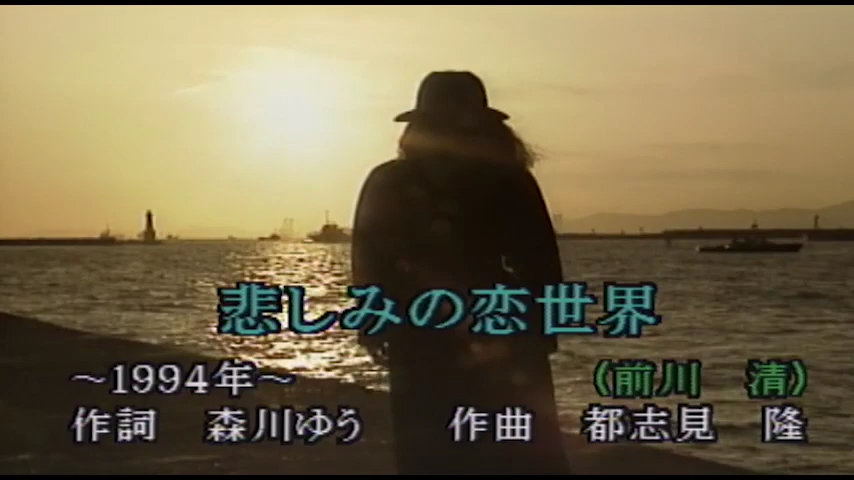 悲しみの恋世界
～1994年～ （前川　清）
作詞　森川ゆう　作曲　都志見　隆